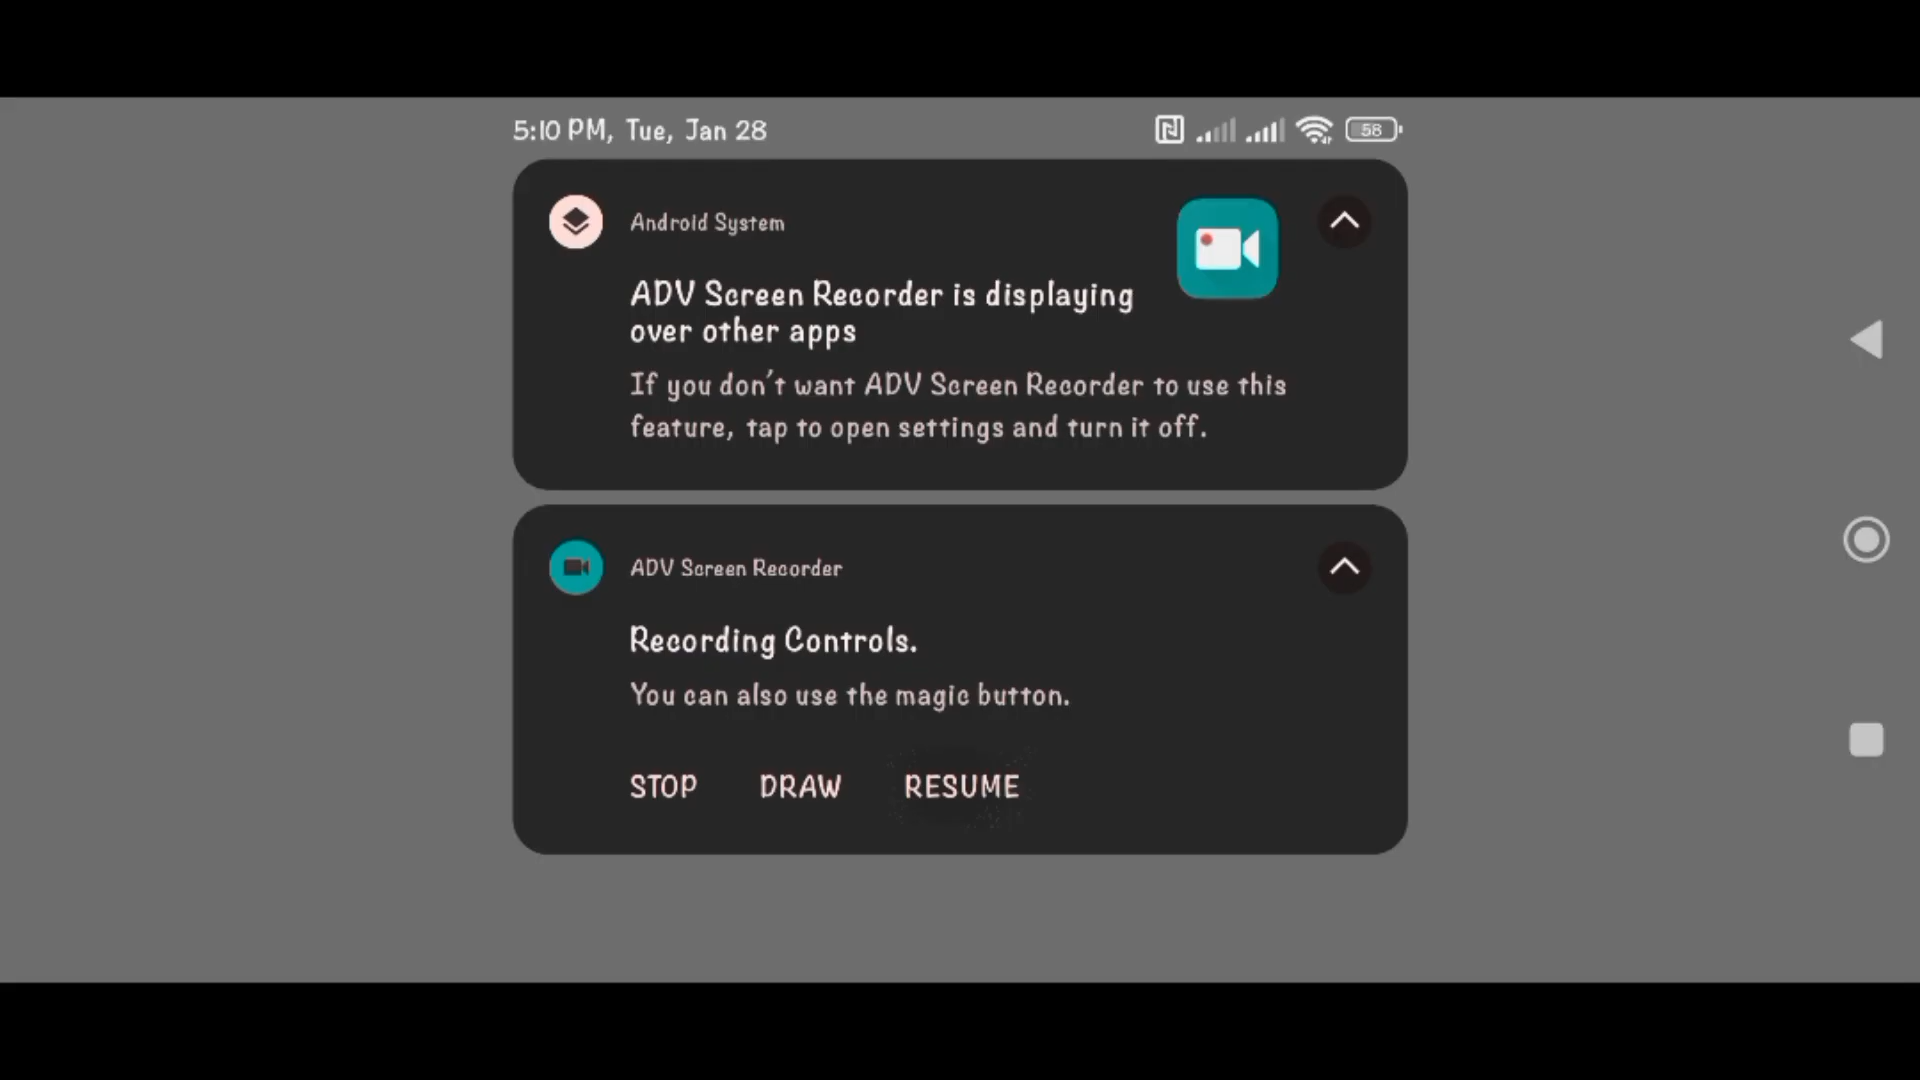 5:10 PM, Tue, Jan 28
58
Android System
ADV Screen Recorder is displaying
over other apps
If you don't want ADV Screen Recorder to use this
feature, tap to open settings and turn it off.
ADV Screen Recorder
Recording Controls.
You can also use the magic button.
STOP DRAW RESUME